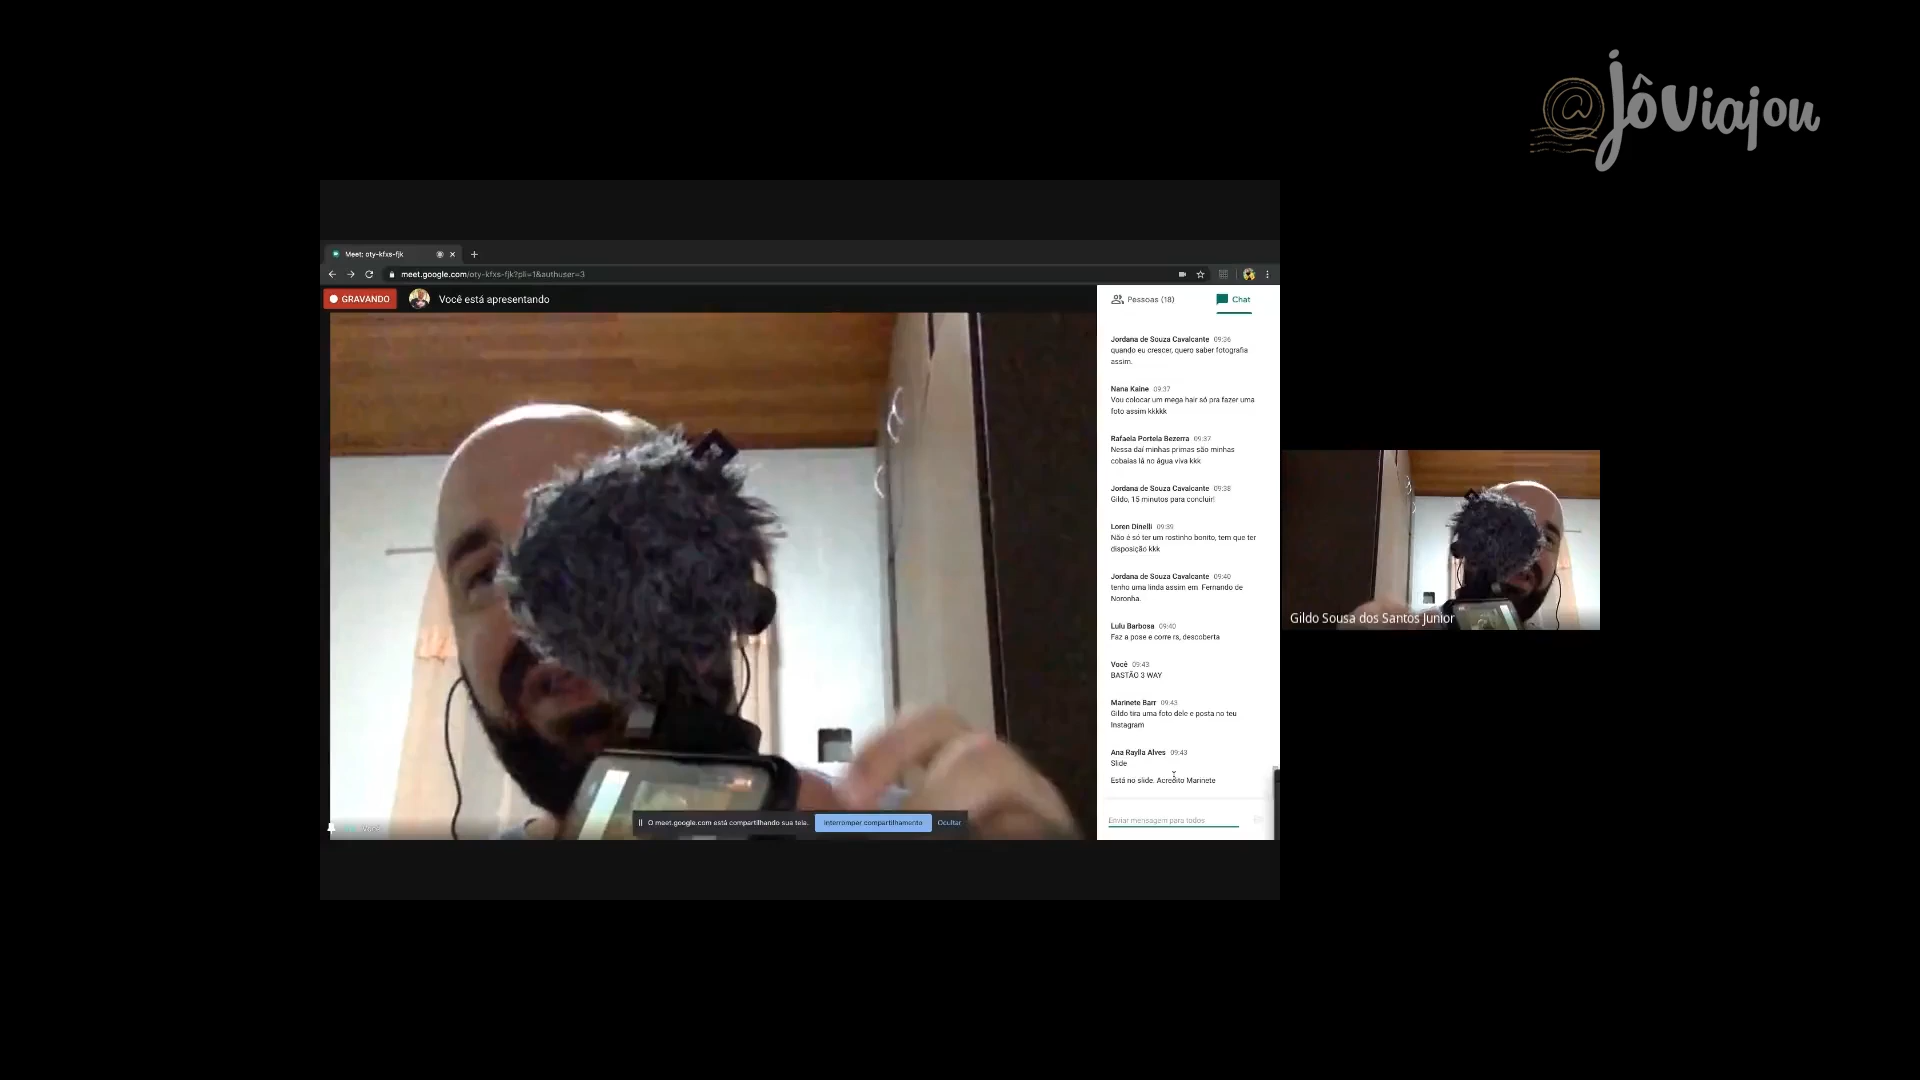 @jôviajou
Meet: oty-kfxs-fjk
meet.google.com/oty-kfxs-fjk?pli=1&authuser=3
GRAVANDO
Você está apresentando
Pessoas (18)
Chat
Jordana de Souza Cavalcante 09:36
quando eu crescer, quero saber fotografia
assim.
Nana Kaine 09:37
Vou colocar um mega hair só pra fazer uma
foto assim kkkkk
Rafaela Portela Bezerra 09:37
Nessa daí minhas primas são minhas
cobaias lá no água viva kkk
Jordana de Souza Cavalcante 09:38
Gildo, 15 minutos para concluir!
Loren Dinelli 09:39
Não é só ter um rostinho bonito, tem que ter
disposição kkk
Jordana de Souza Cavalcante 09:40
tenho uma linda assim em Fernando de
Noronha.
Lulu Barbosa 09:40
Faz a pose e corre rs, descoberta
Você 09:43
BASTÃO 3 WAY
Marinete Barr 09:43
Gildo tira uma foto dele e posta no teu
Instagram
Ana Raylla Alves 09:43
Slide
Está no slide. Acredito Marinete
Enviar mensagem para todos
O meet.google.com está compartilhando sua tela.
Interromper compartilhamento
Ocultar
Gildo Sousa dos Santos Junior